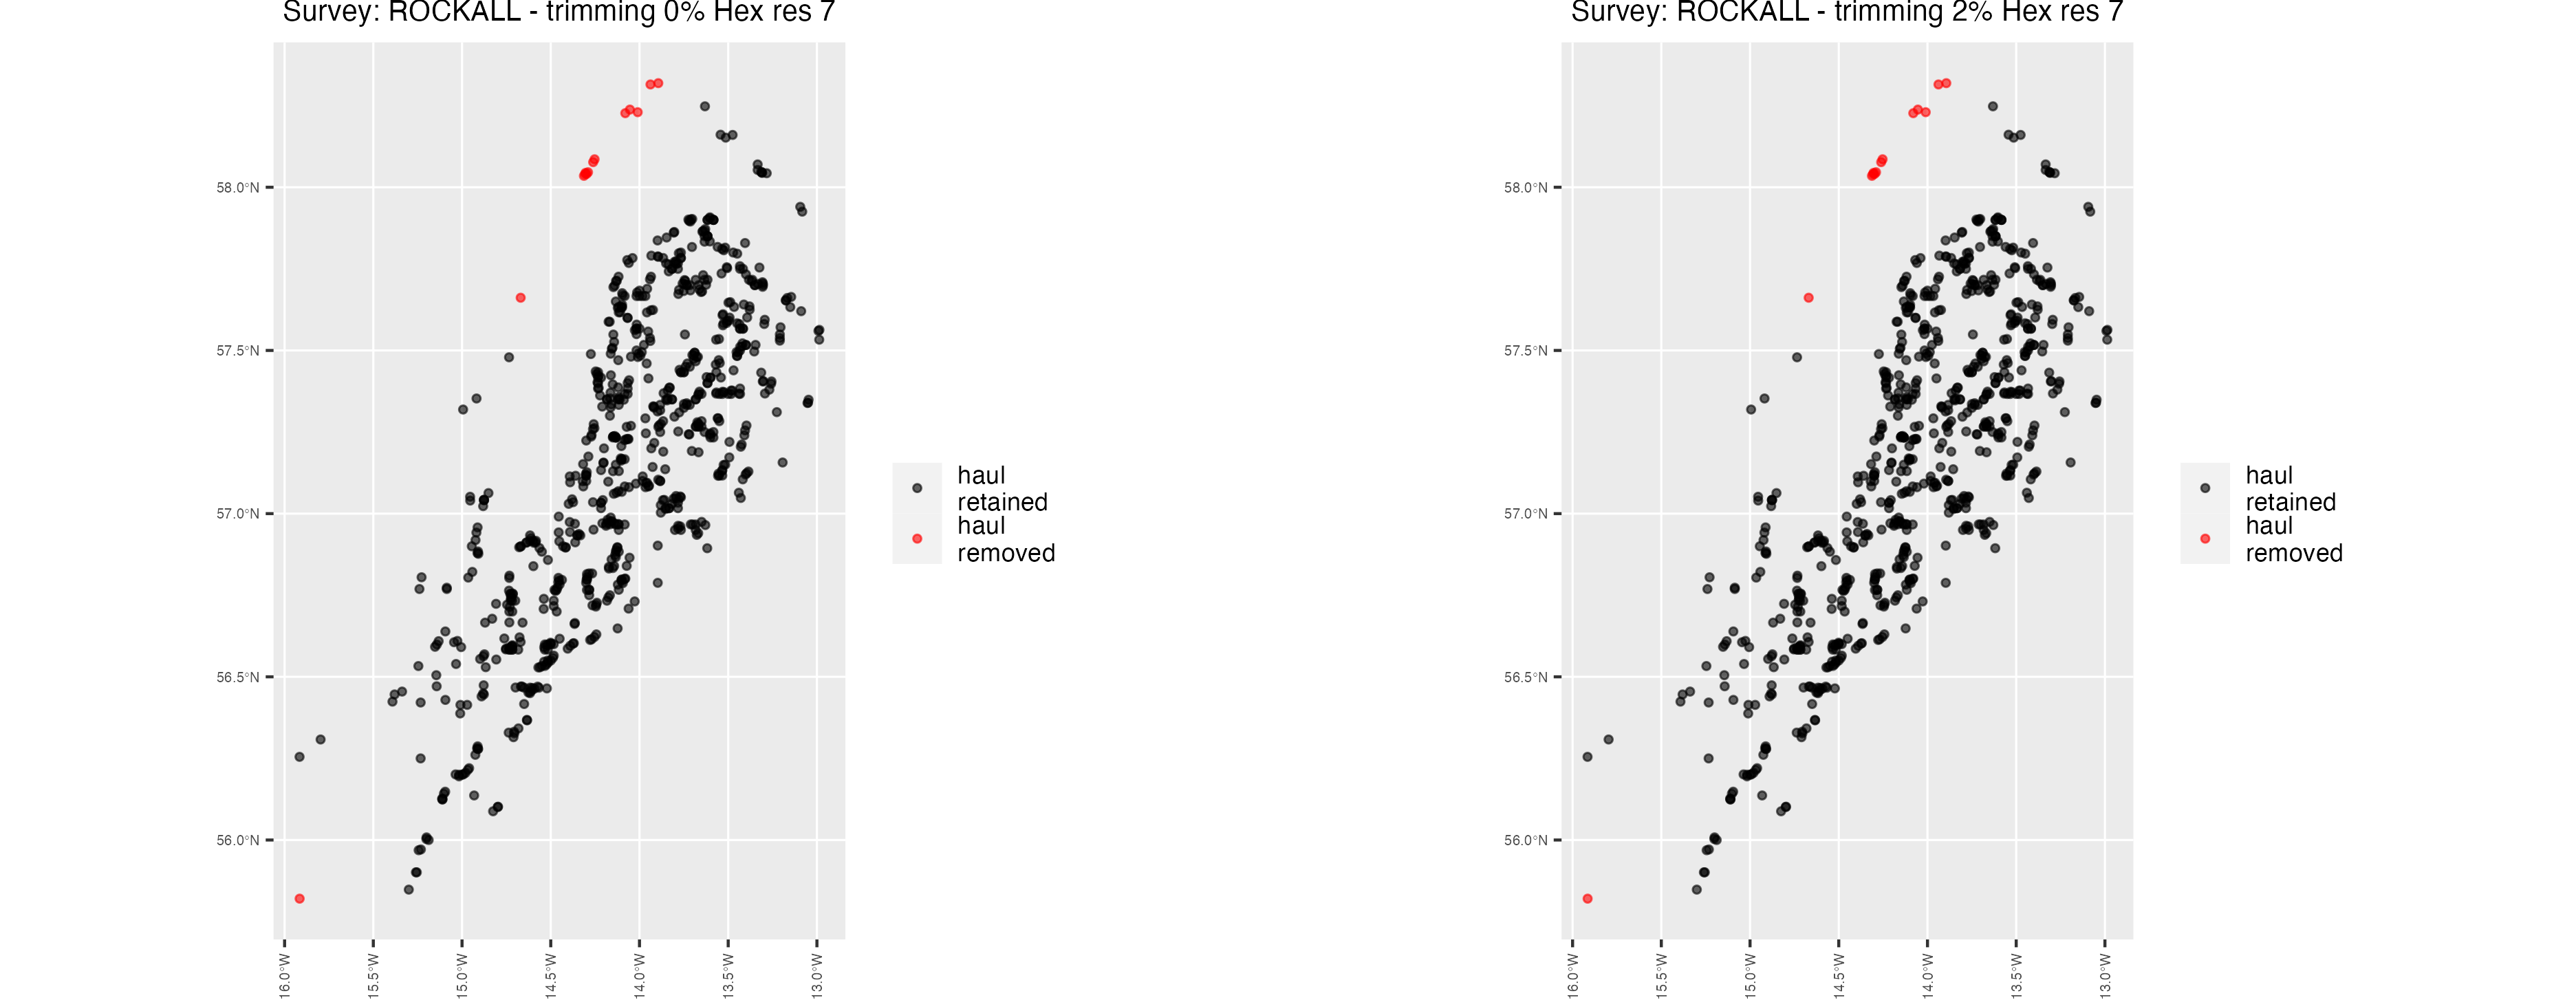 Survey: ROCKALL - trimming 0% Hex res 7
58.0°N
57.5°N
57.0°N
56.5°N
56.0°N
16.0°W
15.5°W
15.0°W
14.5°W
14.0°W
13.5°W
13.0°W
haul
retained
haul
removed
Survey: ROCKALL - trimming 2% Hex res 7
58.0°N
57.5°N
57.0°N
56.5°N
56.0°N
16.0°W
15.5°W
15.0°W
14.5°W
14.0°W
13.5°W
13.0°W
haul
retained
haul
removed